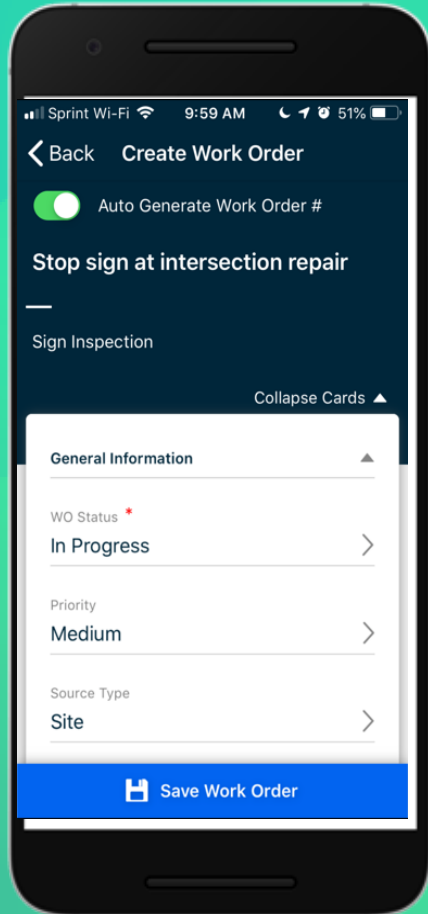 Sprint Wi-Fi 9:59 AM 51%
Back Create Work Order
Auto Generate Work Order #
Stop sign at intersection repair
Sign Inspection
Collapse Cards
General Information
WO Status *
In Progress
Priority
Medium
Source Type
Site
Save Work Order